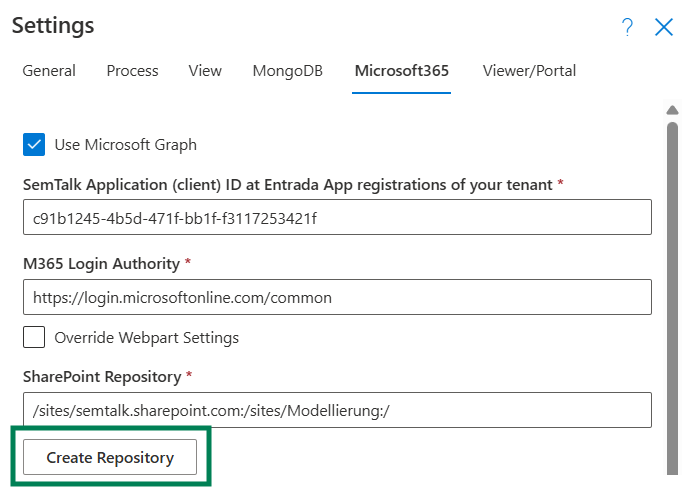 Settings
?
General Process View MongoDB Microsoft365 Viewer/Portal
Use Microsoft Graph
SemTalk Application (client) ID at Entrada App registrations of your tenant *
c91b1245-4b5d-471f-bb1f-f3117253421f
M365 Login Authority *
https://login.microsoftonline.com/common
Override Webpart Settings
SharePoint Repository *
/sites/semtalk.sharepoint.com:/sites/Modellierung:/
Create Repository